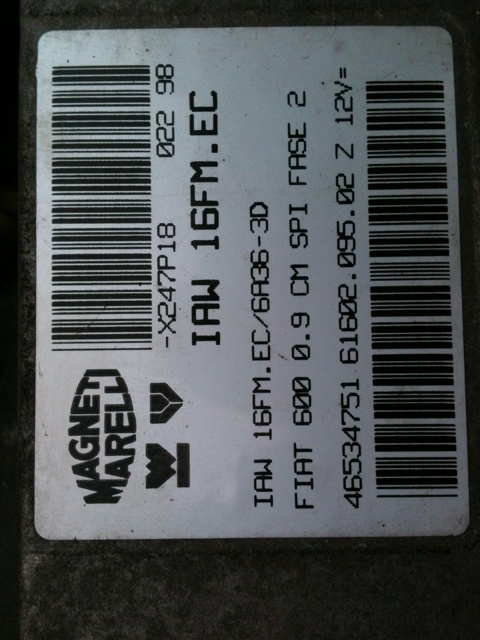 -X247P18 022 98
IAW 16FM.EC
MAGNETI
MARELLI
IAW 16FM.EC/6A36-3D
FIAT 600 0.9 CM SPI FASE 2
46534751 61602.095.02 Z 12V=